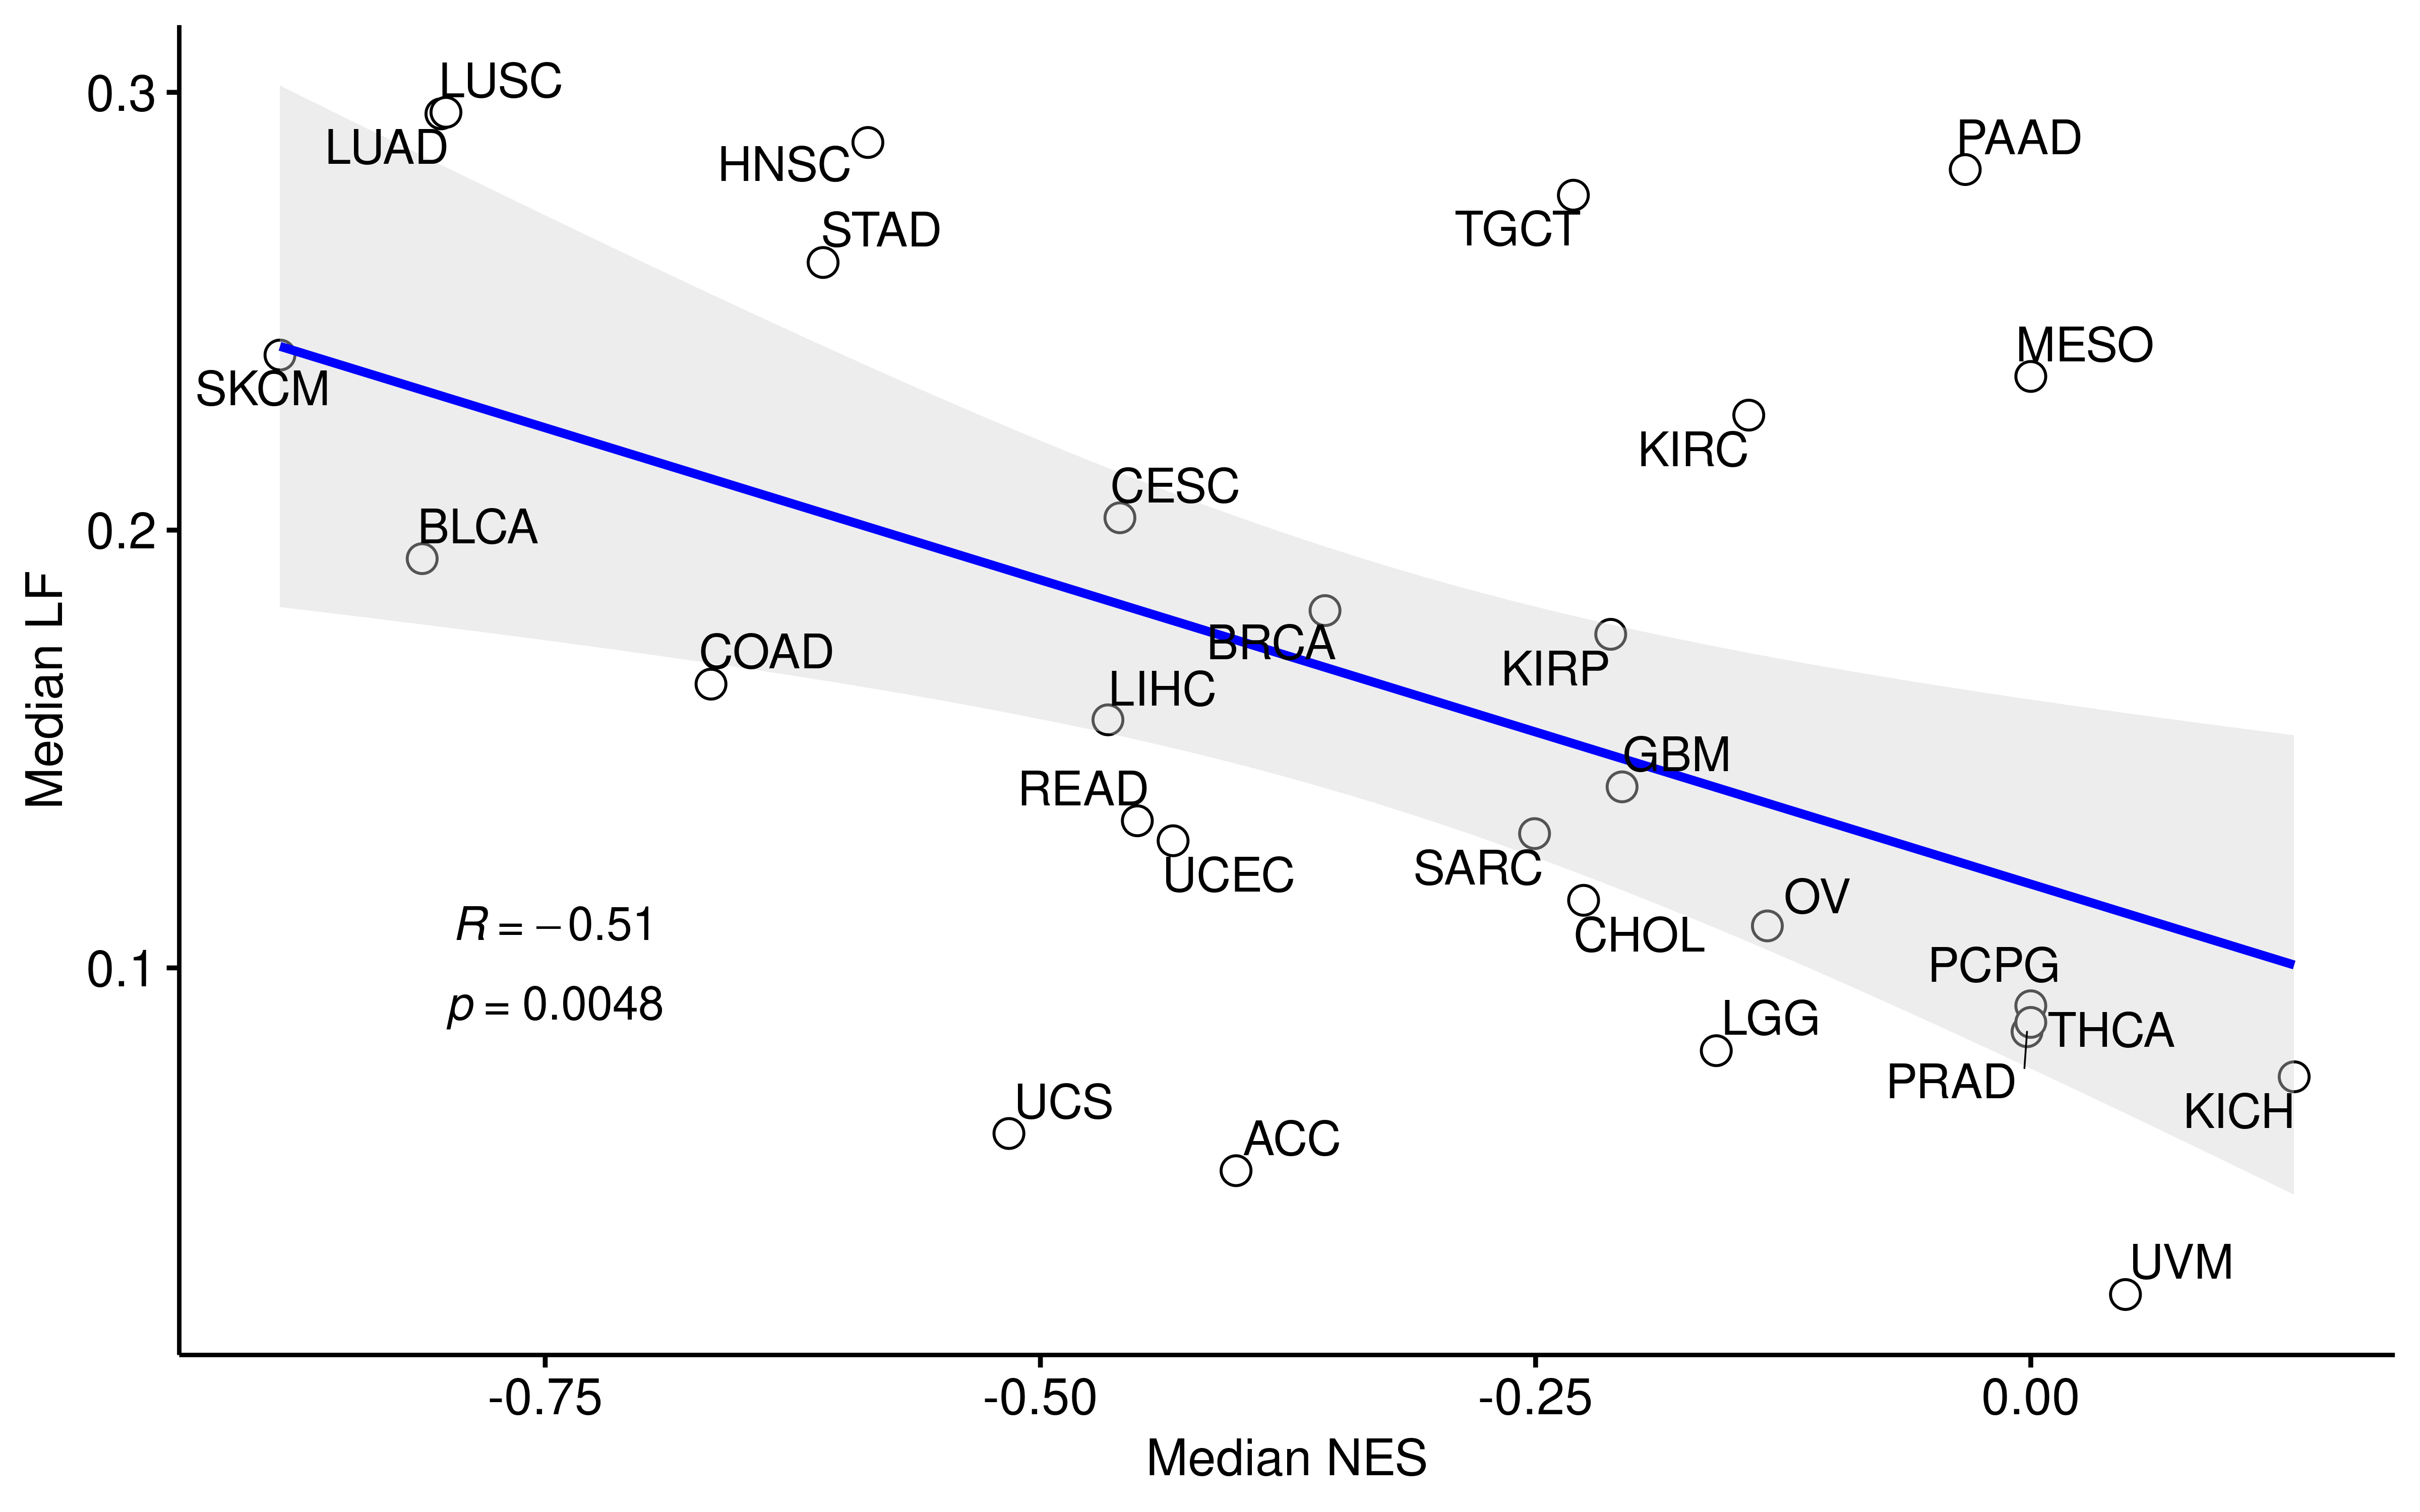 LUSC
0.3
LUAD
HNSC
PAAD
TGCT
STAD
MESO
SKCM
KIRC
CESC
0.2
BLCA
BRCA
COAD
KIRP
LIHC
Median LF
GBM
READ
SARC
UCEC
OV
R = −0.51
CHOL
0.1
PCPG
p = 0.0048
LGG
THCA
PRAD
UCS
KICH
ACC
UVM
-0.75 -0.50 -0.25 0.00
Median NES